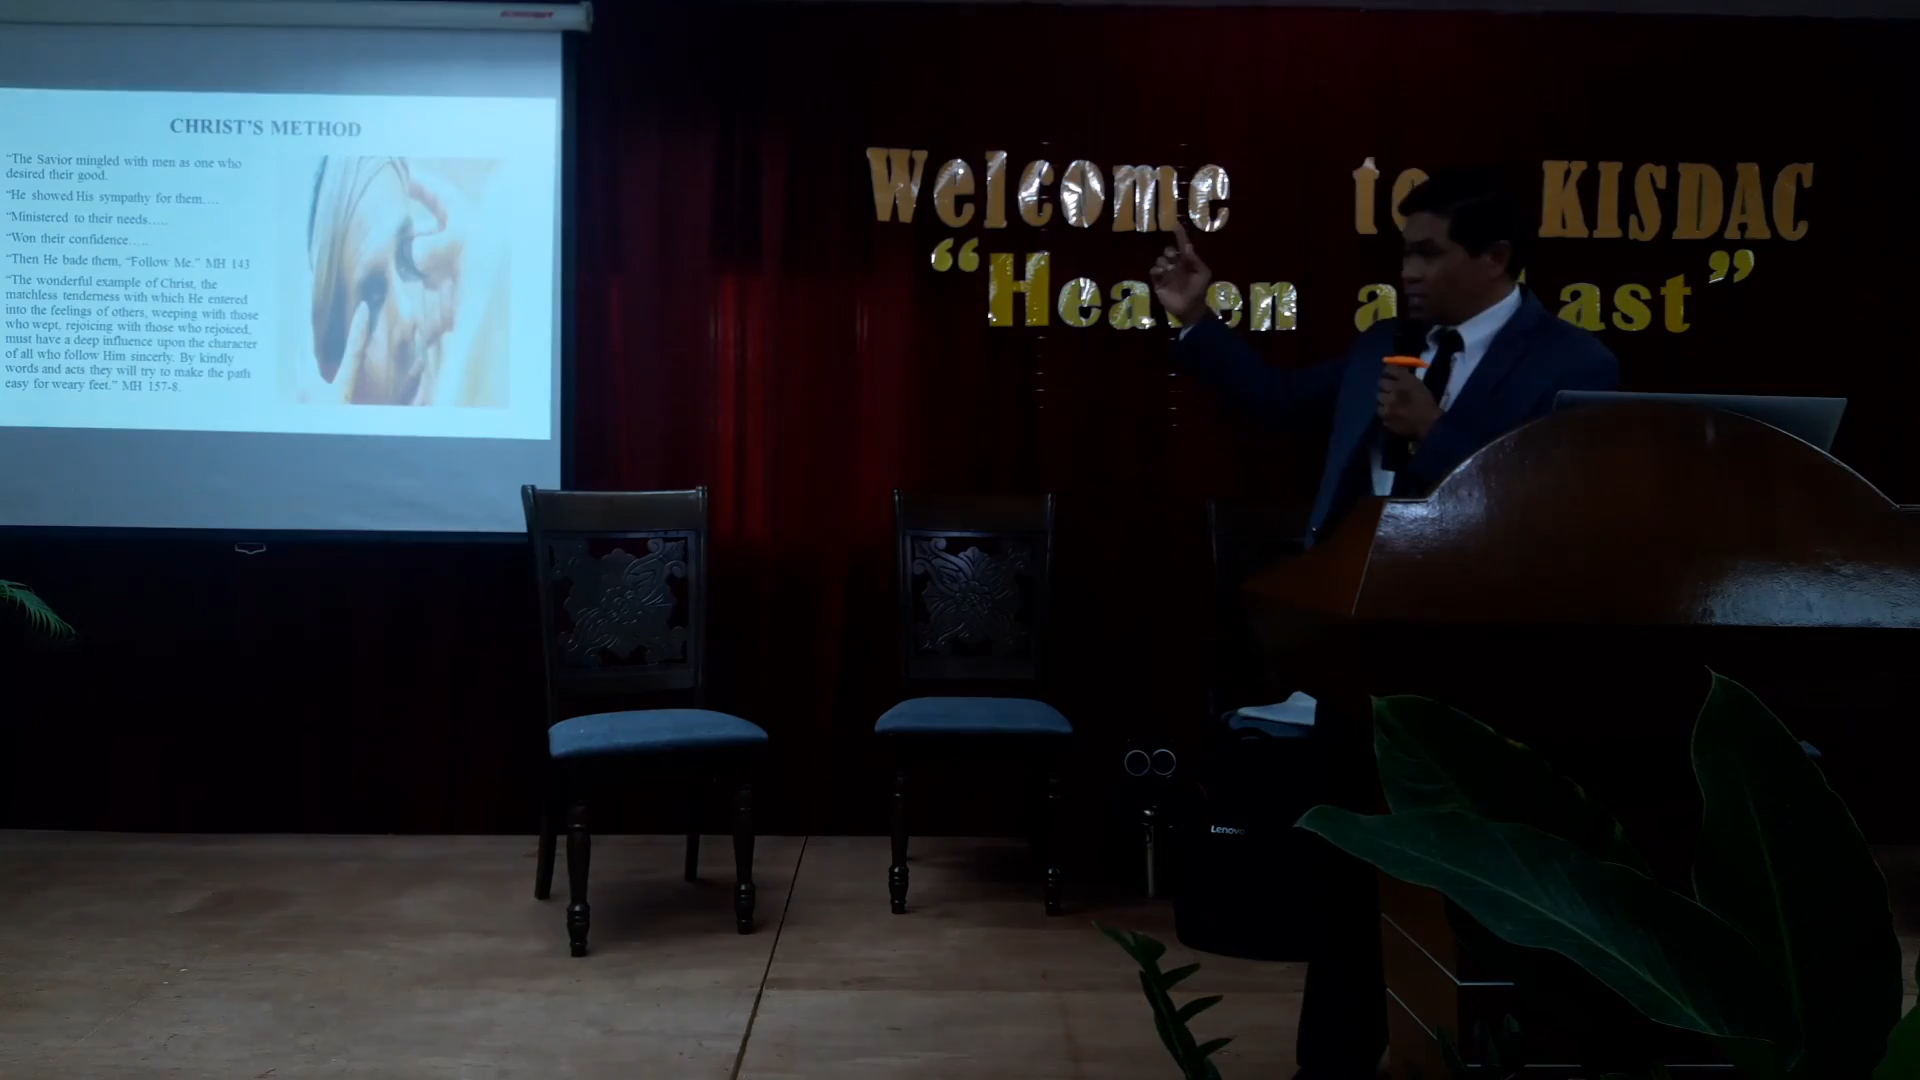 CHRIST'S METHOD
"The Savior mingled with men as one who
desired their good.
"He showed His sympathy for them....
"Ministered to their needs.....
"Won their confidence.....
"Then He bade them, "Follow Me." MH 143
"The wonderful example of Christ, the
matchless tenderness with which He entered
into the feelings of others, weeping with those
who wept, rejoicing with those who rejoiced,
must have a deep influence upon the character
of all who follow Him sincerely. By kindly
words and acts they will try to make the path
easy for weary feet." MH 157-8.
Welcome to KISDAC
"Heaven at Last"
Lenovo